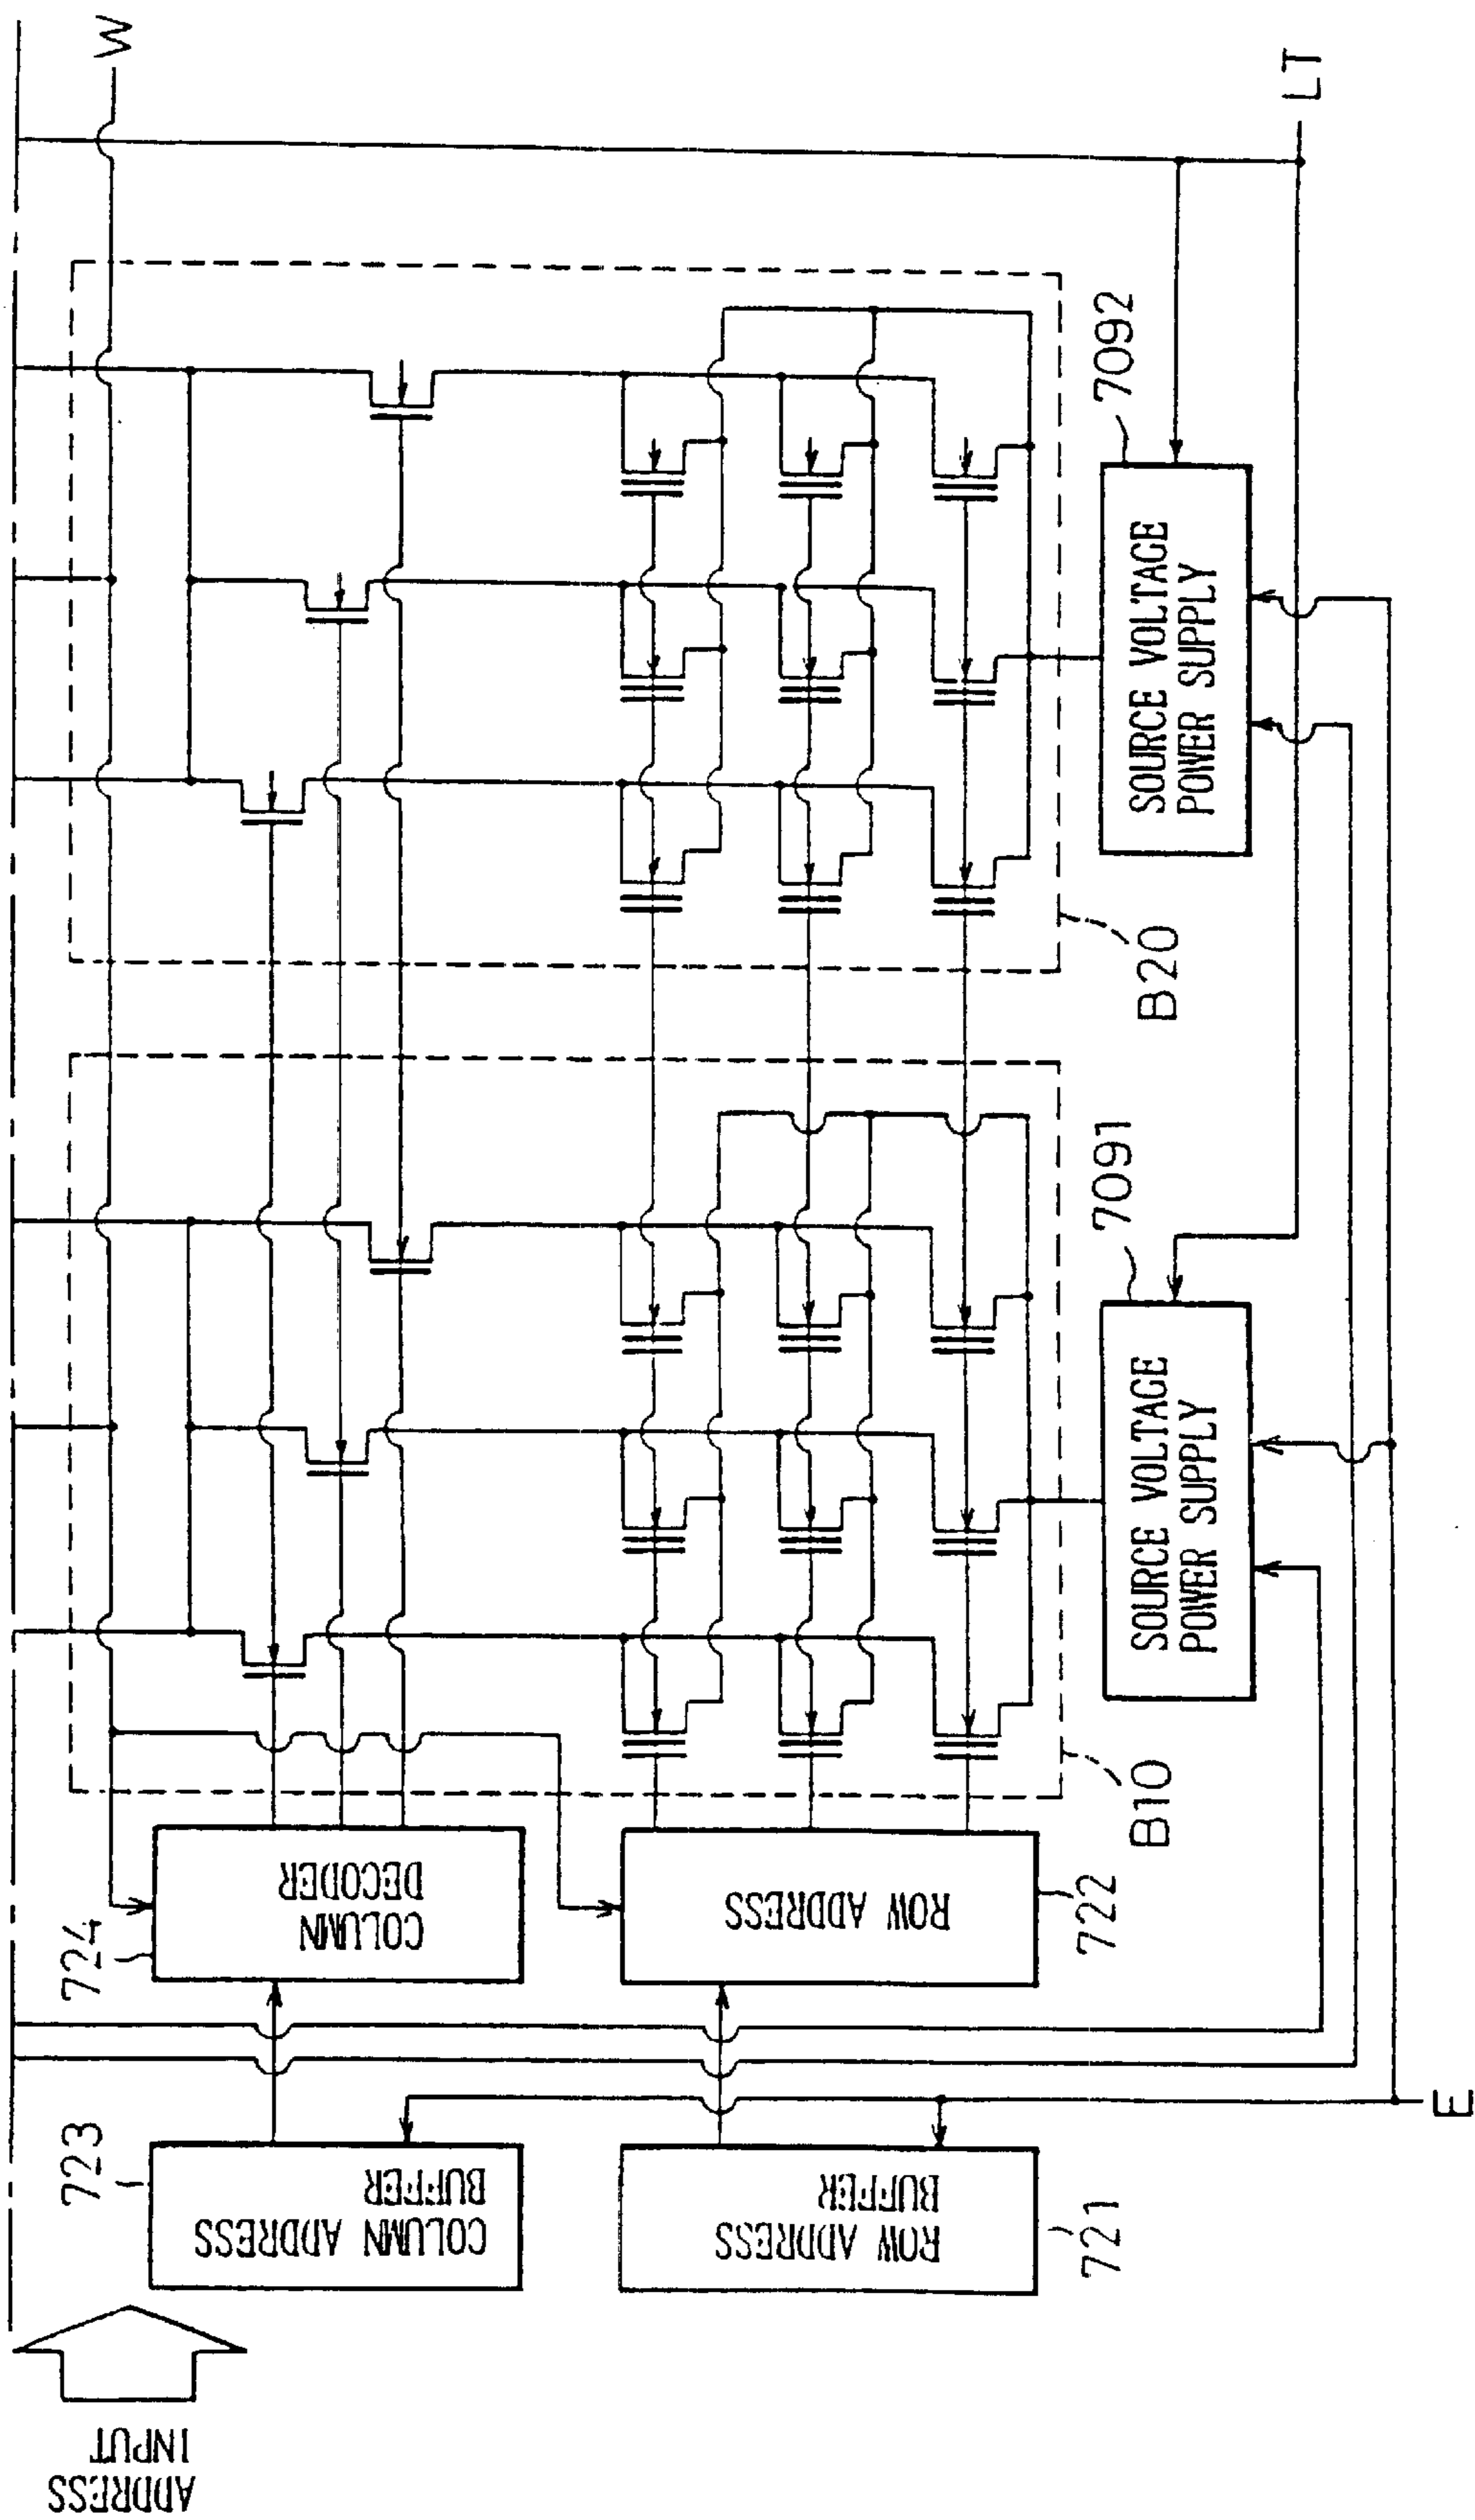 W
LT
7092
SOURCE VOLTAGE
POWER SUPPLY
B20
7091
SOURCE VOLTAGE
POWER SUPPLY
B10
724
COLUMN
DECODER
ROW ADDRESS
722
723
COLUMN ADDRESS
BUFFER
ROW ADDRESS
BUFFER
721
E
ADDRESS
INPUT